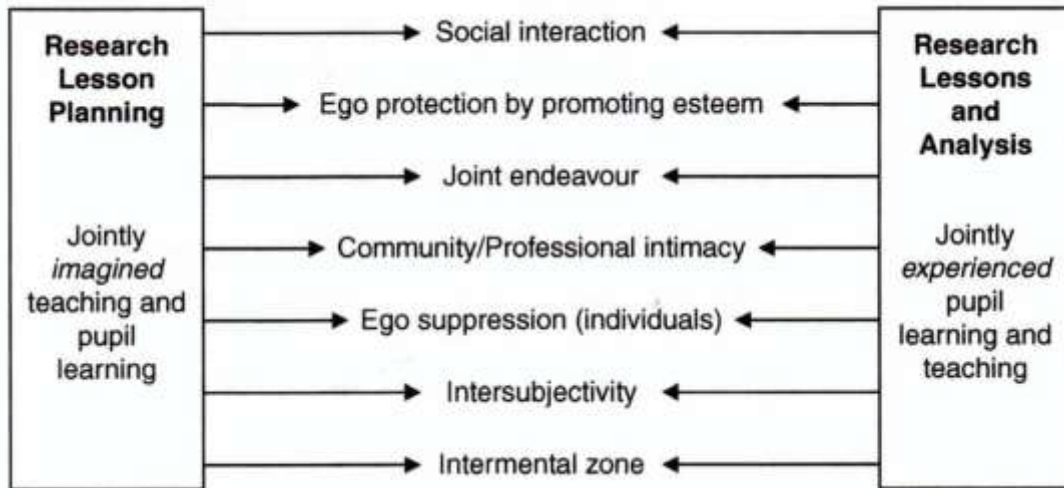 Research
Lesson
Planning
Jointly
imagined
teaching and
pupil
learning
Social interaction
Ego protection by promoting esteem
Joint endeavour
Community/Professional intimacy
Ego suppression (individuals)
Intersubjectivity
Intermental zone
Research
Lessons
and
Analysis
Jointly
experienced
pupil
learning and
teaching